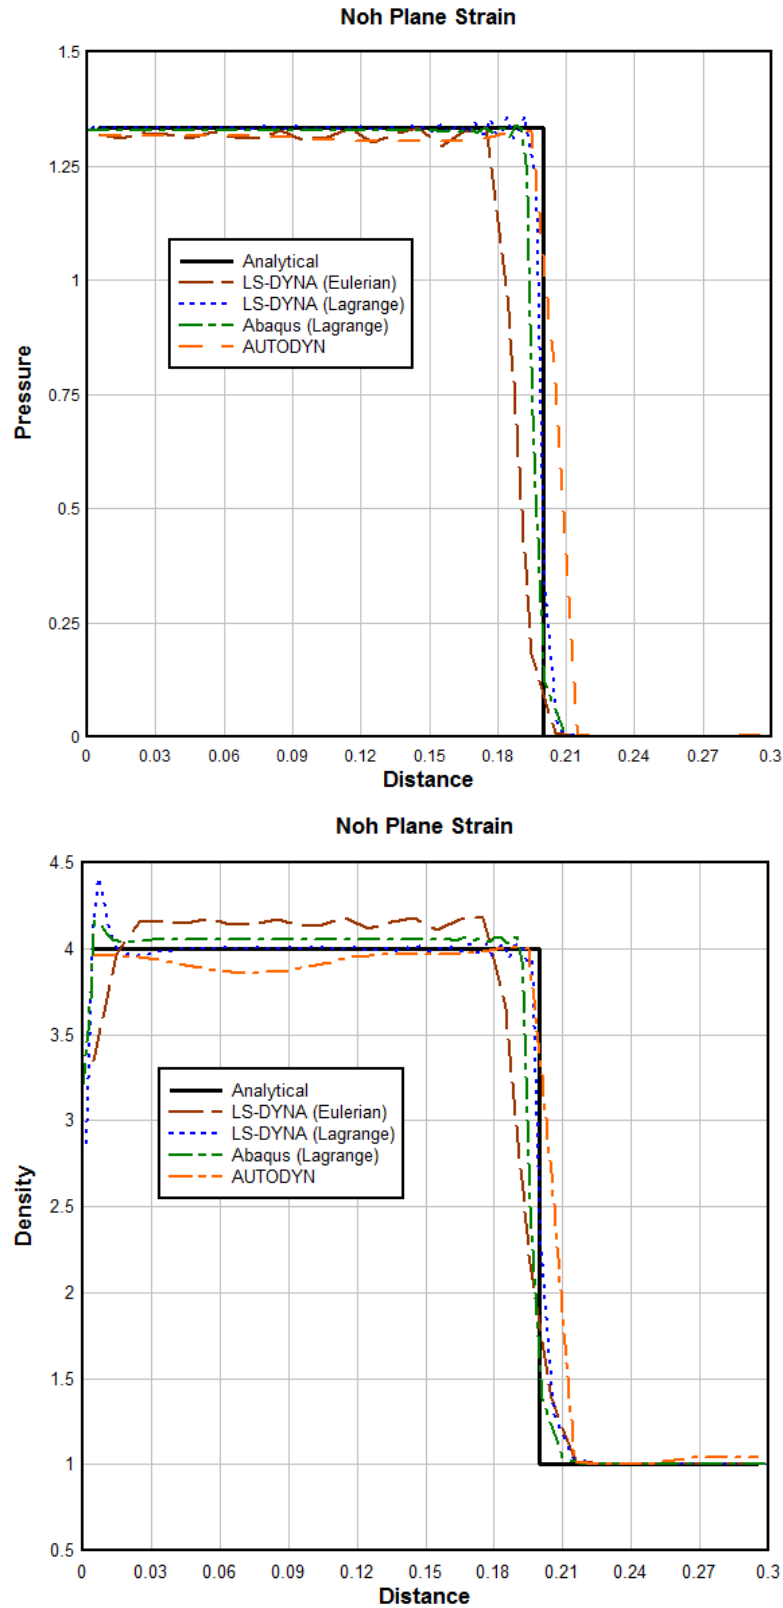 Noh Plane Strain
1.5
1.25
1
0.75
0.5
0.25
0
Pressure
Analytical
LS-DYNA (Eulerian)
LS-DYNA (Lagrange)
Abaqus (Lagrange)
AUTODYN
0 0.03 0.06 0.09 0.12 0.15 0.18 0.21 0.24 0.27 0.3
Distance
Noh Plane Strain
4.5
4
3.5
3
2.5
2
1.5
1
0.5
Density
Analytical
LS-DYNA (Eulerian)
LS-DYNA (Lagrange)
Abaqus (Lagrange)
AUTODYN
0 0.03 0.06 0.09 0.12 0.15 0.18 0.21 0.24 0.27 0.3
Distance